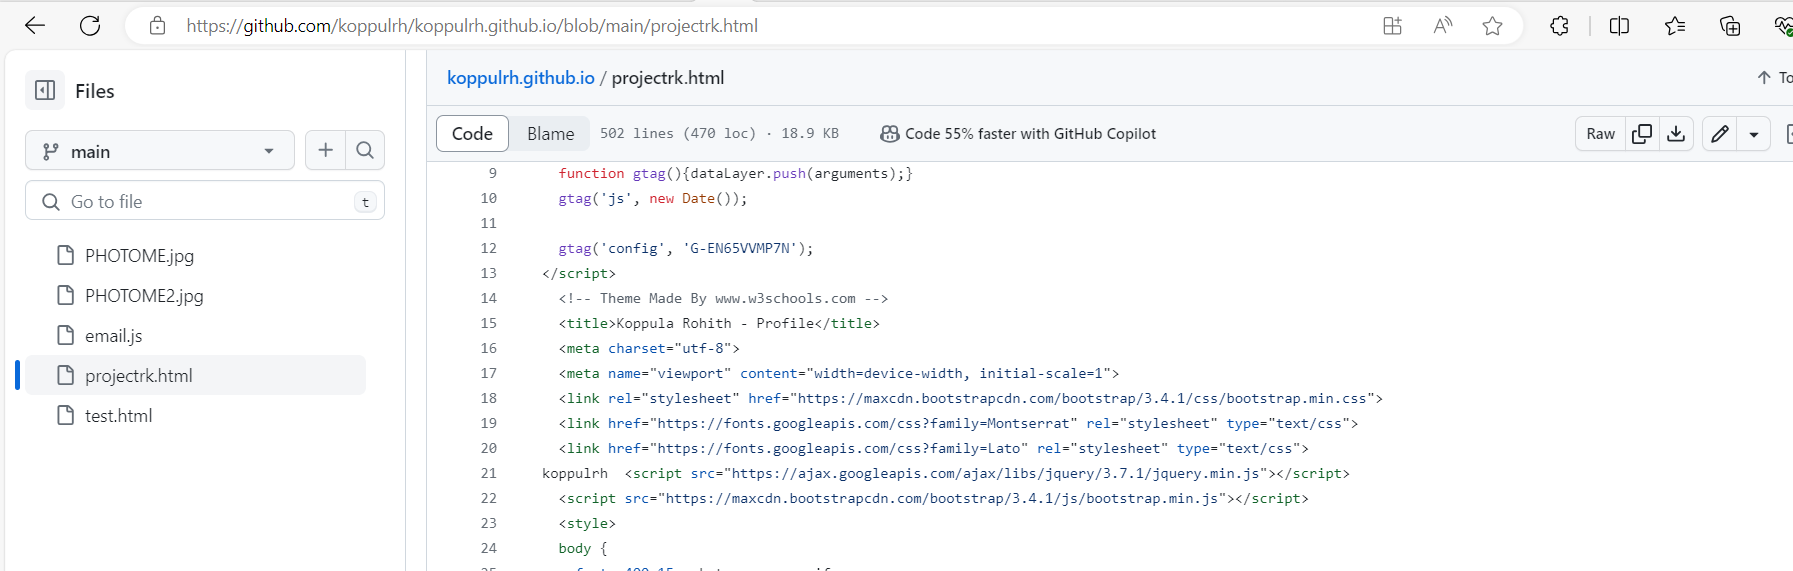 https://github.com/koppulrh/koppulrh.github.io/blob/main/projectrk.html
Files
main
Go to file
t
PHOTOME.jpg
PHOTOME2.jpg
email.js
projectrk.html
test.html
koppulrh.github.io / projectrk.html
To
Code Blame 502 lines (470 loc) · 18.9 KB Code 55% faster with GitHub Copilot Raw
9 function gtag(){dataLayer.push(arguments);}
10 gtag('js', new Date());
11
12 gtag('config', 'G-EN65VVMP7N');
13 </script>
14 <!-- Theme Made By www.w3schools.com -->
15 <title>Koppula Rohith - Profile</title>
16 <meta charset="utf-8">
17 <meta name="viewport" content="width=device-width, initial-scale=1">
18 <link rel="stylesheet" href="https://maxcdn.bootstrapcdn.com/bootstrap/3.4.1/css/bootstrap.min.css">
19 <link href="https://fonts.googleapis.com/css?family=Montserrat" rel="stylesheet" type="text/css">
20 <link href="https://fonts.googleapis.com/css?family=Lato" rel="stylesheet" type="text/css">
21 koppulrh <script src="https://ajax.googleapis.com/ajax/libs/jquery/3.7.1/jquery.min.js"></script>
22 <script src="https://maxcdn.bootstrapcdn.com/bootstrap/3.4.1/js/bootstrap.min.js"></script>
23 <style>
24 body {